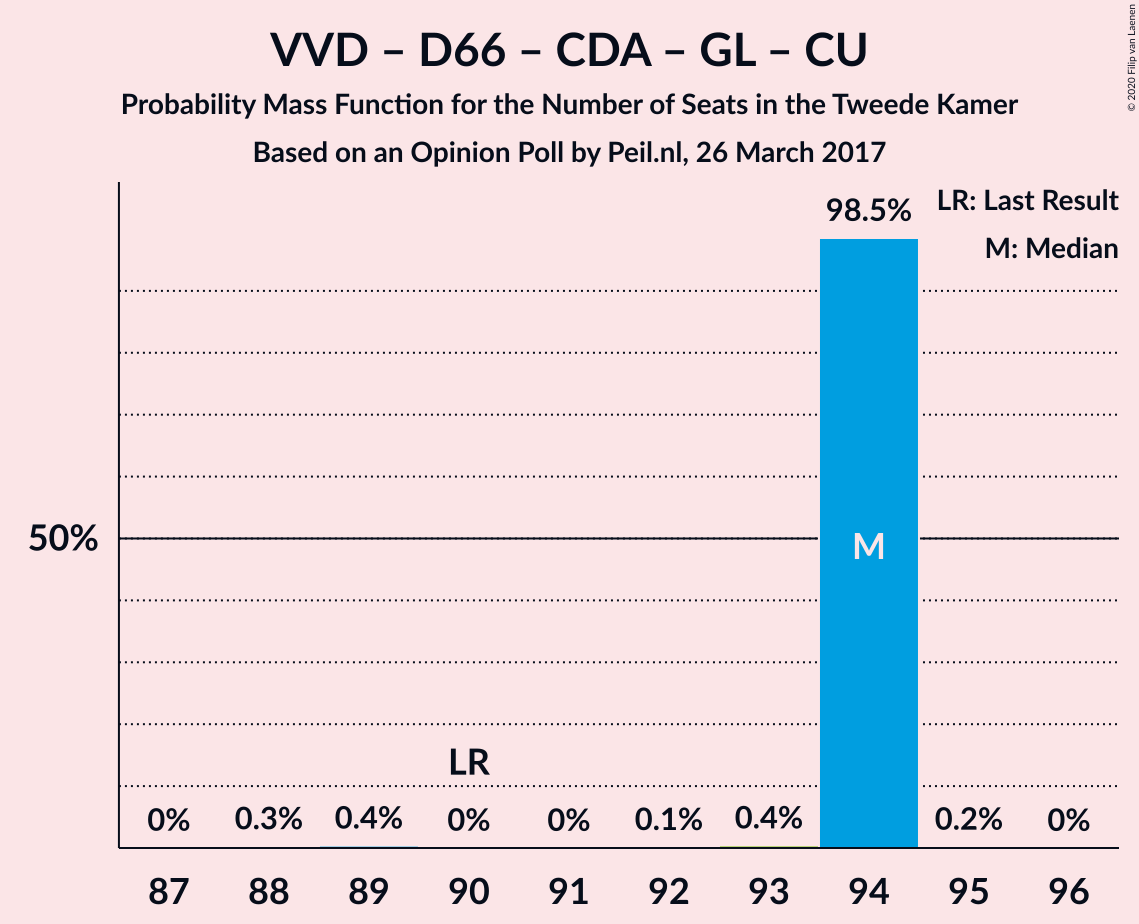 VVD – D66 – CDA – GL – CU
Probability Mass Function for the Number of Seats in the Tweede Kamer
Based on an Opinion Poll by Peil.nl, 26 March 2017
© 2020 Filip van Laenen
LR: Last Result
M: Median
98.5%
50%
M
LR
0% 0.3% 0.4% 0% 0% 0.1% 0.4% 0.2% 0%
87 88 89 90 91 92 93 94 95 96